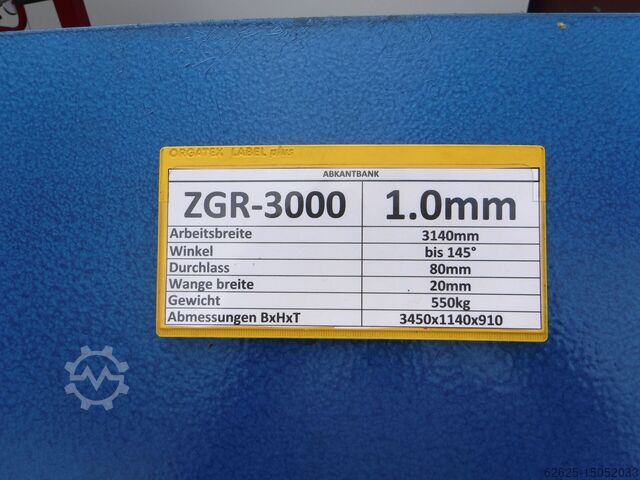 ORGATEX LABEL plus
ABKANTBANK
ZGR-3000 1.0mm
Arbeitsbreite 3140mm
Winkel bis 145°
Durchlass 80mm
Wange breite 20mm
Gewicht 550kg
Abmessungen BxHxT 3450x1140x910
62625-15052033